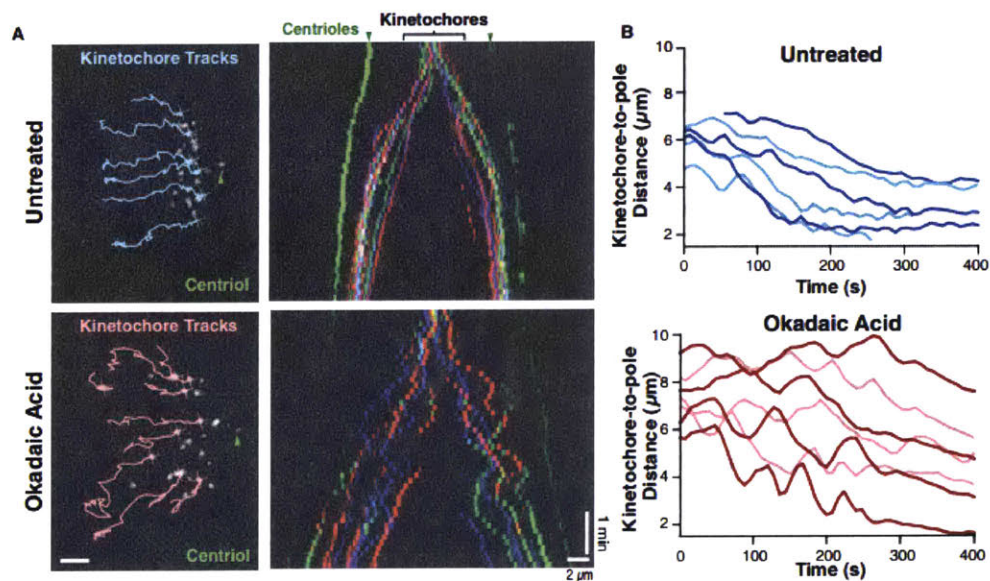 A
Centrioles
Kinetochores
B
Untreated
Kinetochore Tracks
Centriol
Untreated
Kinetochore-to-pole
Distance (µm)
10
8
6
4
2
0
100
200
300
400
Time (s)
Okadaic Acid
Kinetochore Tracks
Centriol
1 min
2 µm
Okadaic Acid
Kinetochore-to-pole
Distance (µm)
10
8
6
4
2
0
100
200
300
400
Time (s)